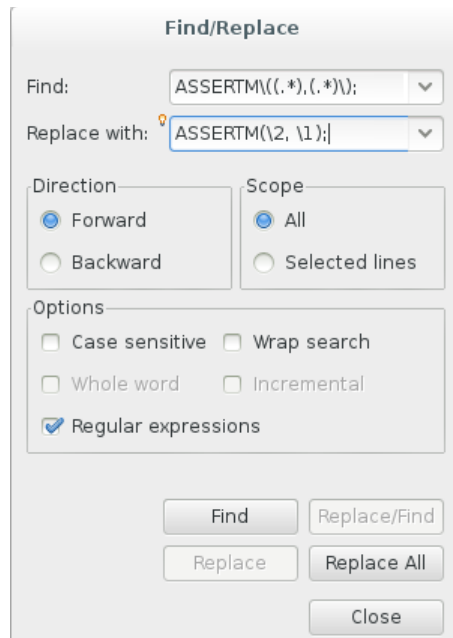 Find/Replace
Find: ASSERTM\((.*),(.*)\);
Replace with: ASSERTM(\2, \1);
Direction Scope
Forward All
Backward Selected lines
Options
Case sensitive Wrap search
Whole word Incremental
Regular expressions
Find Replace/Find
Replace Replace All
Close